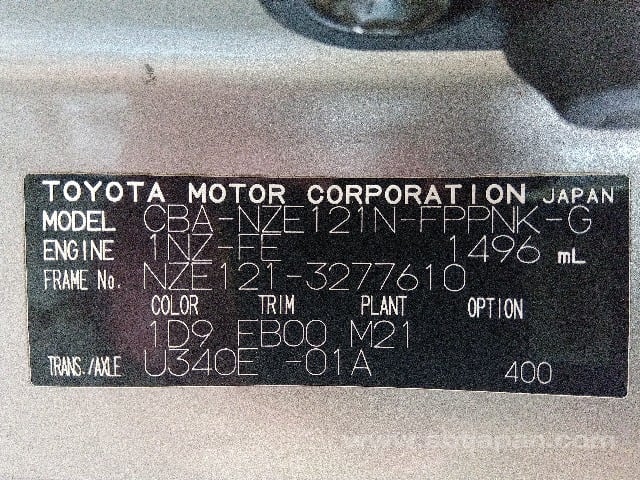 TOYOTA MOTOR CORPORATION JAPAN
MODEL CBA-NZE121N-FPPNK-G
ENGINE 1NZ-FE 1496 mL
FRAME No. NZE121-3277610
COLOR TRIM PLANT OPTION
1D9 FB00 M21
TRANS./AXLE U340E -01A 400